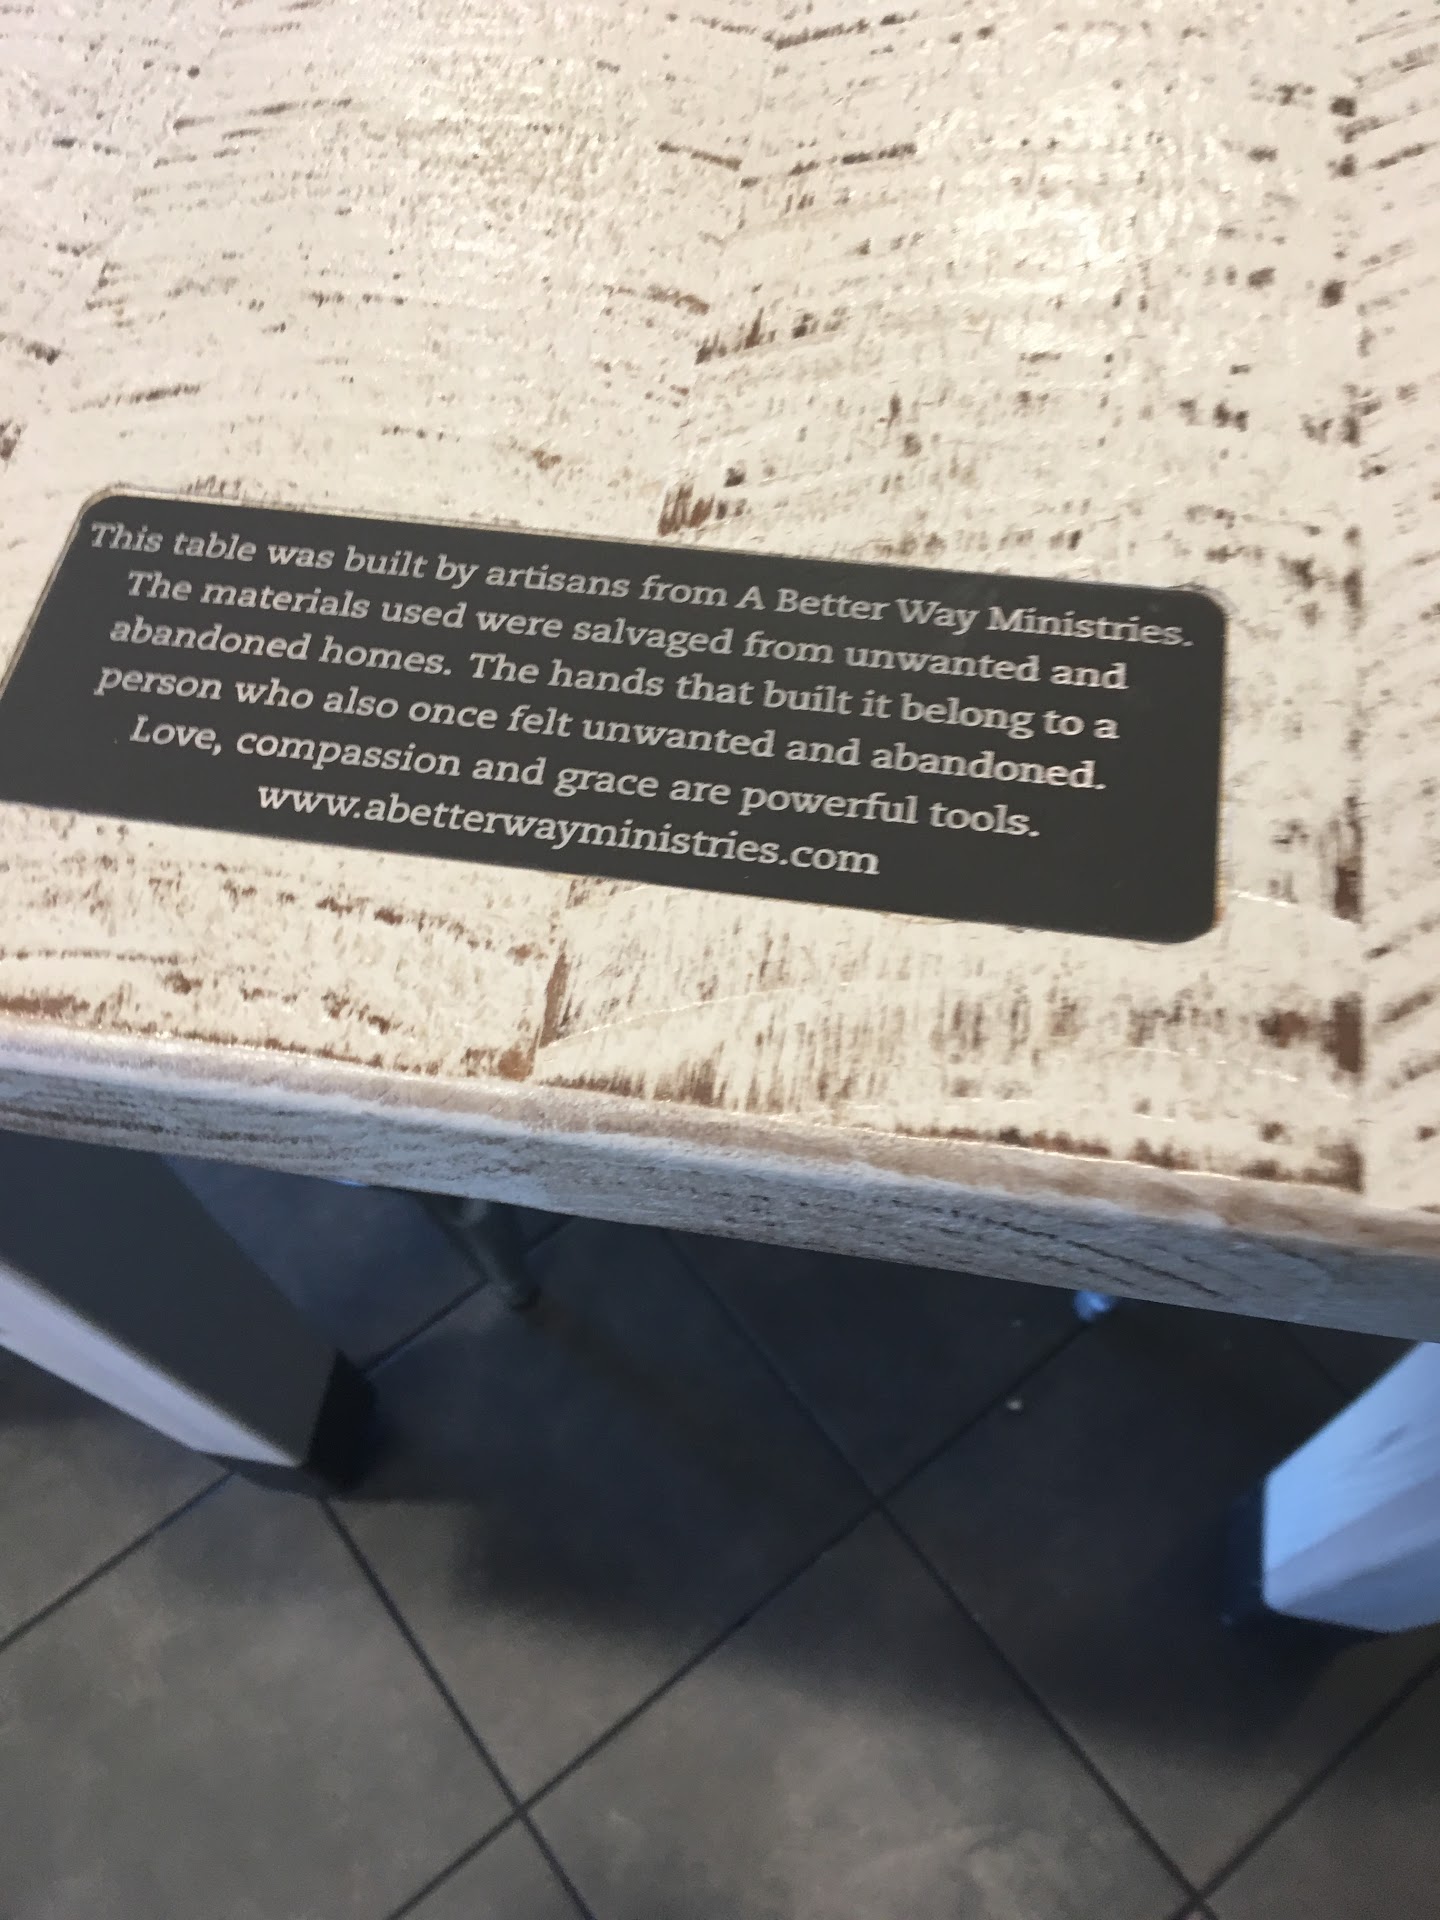 This table was built by artisans from A Better Way Ministries.
The materials used were salvaged from unwanted and
abandoned homes. The hands that built it belong to a
person who also once felt unwanted and abandoned.
Love, compassion and grace are powerful tools.
www.abetterwayministries.com